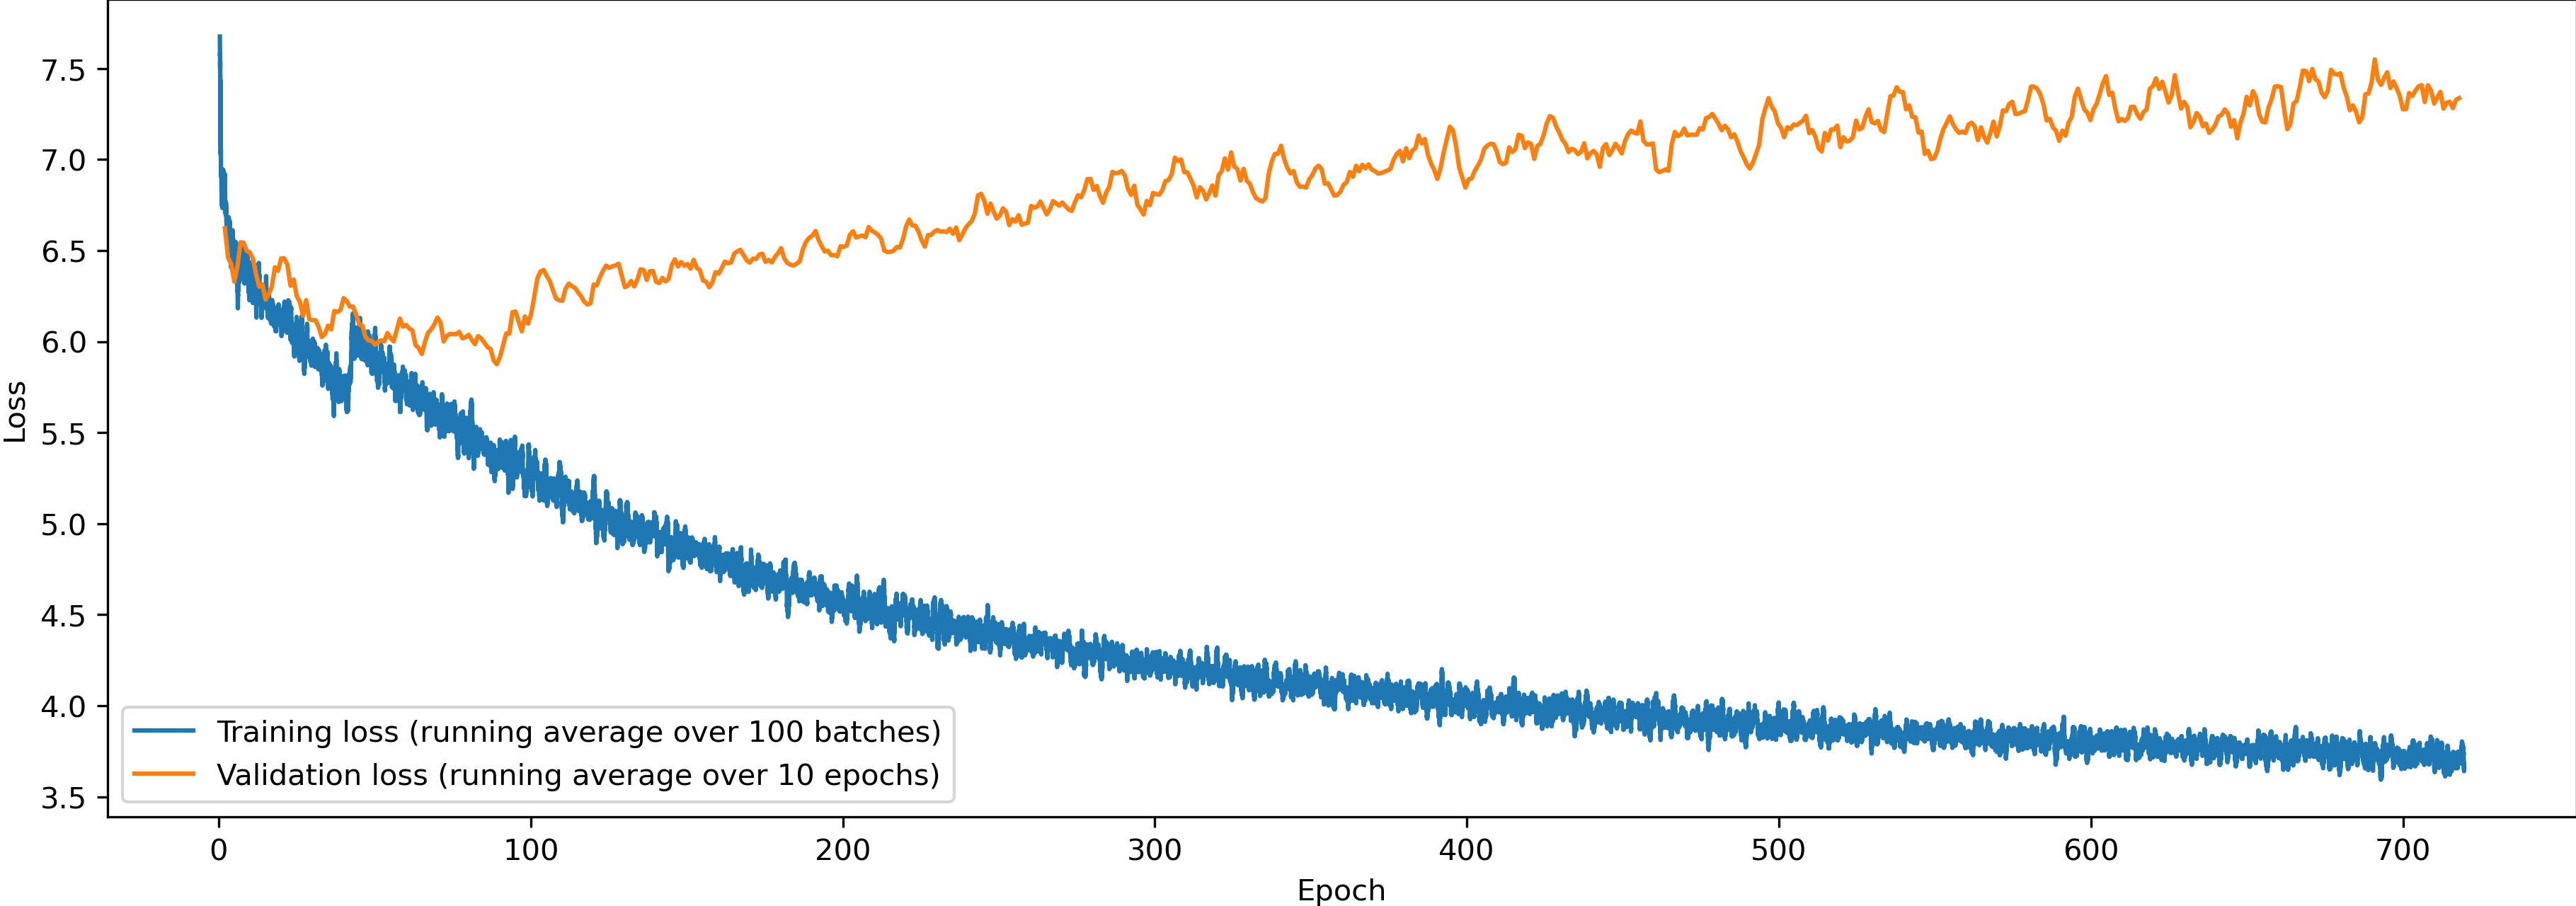 7.5
7.0
6.5
6.0
5.5
5.0
4.5
4.0
3.5
Loss
Training loss (running average over 100 batches)
Validation loss (running average over 10 epochs)
0 100 200 300 400 500 600 700
Epoch